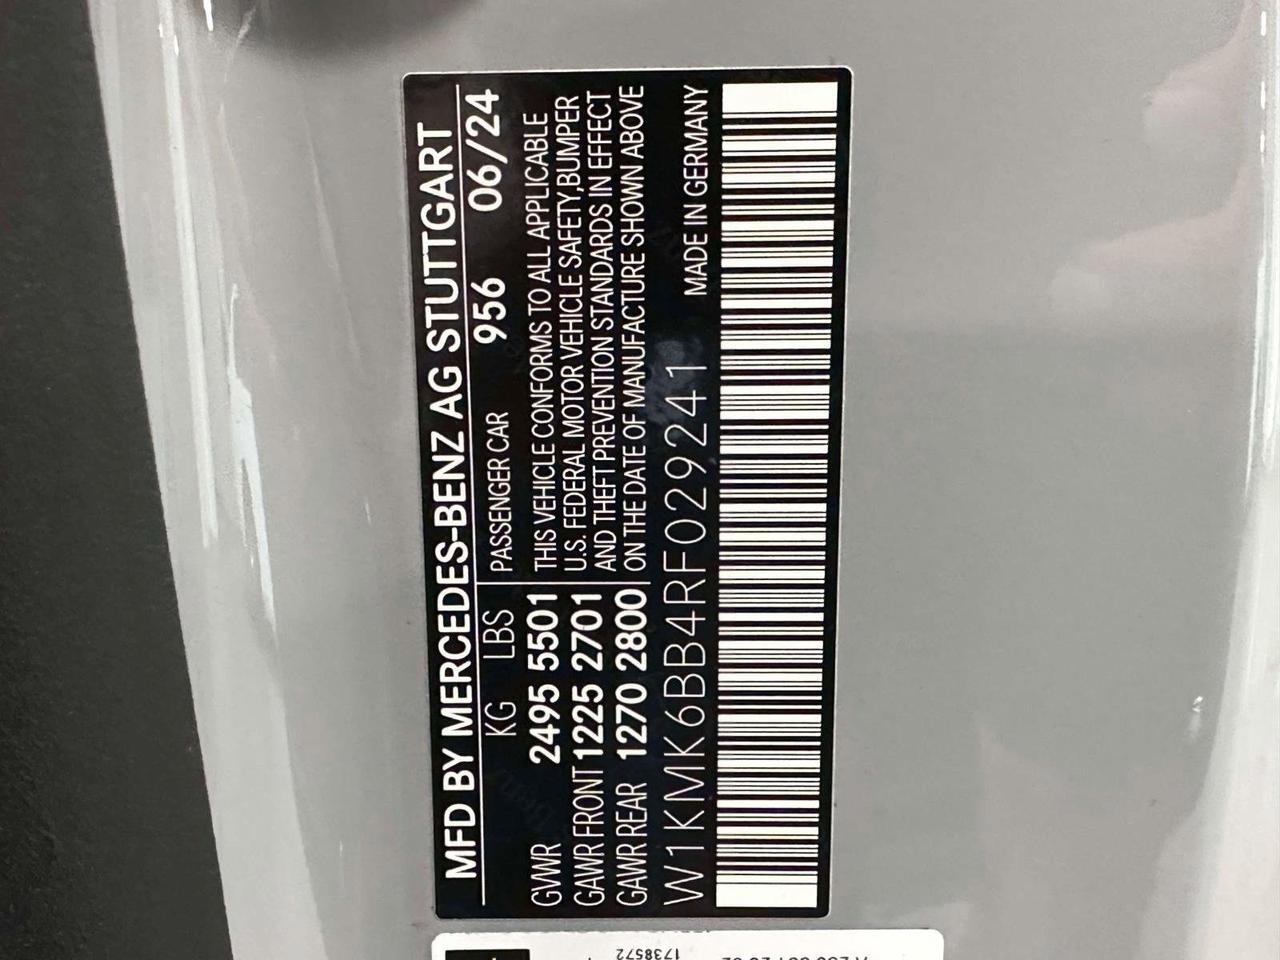 MFD BY MERCEDES-BENZ AG STUTTGART
KG LBS PASSENGER CAR 956 06/24
GVWR 2495 5501
GAWR FRONT 1225 2701
GAWR REAR 1270 2800
THIS VEHICLE CONFORMS TO ALL APPLICABLE
U.S. FEDERAL MOTOR VEHICLE SAFETY,BUMPER
AND THEFT PREVENTION STANDARDS IN EFFECT
ON THE DATE OF MANUFACTURE SHOWN ABOVE
W1KMK6BB4RF029241 MADE IN GERMANY
1738572